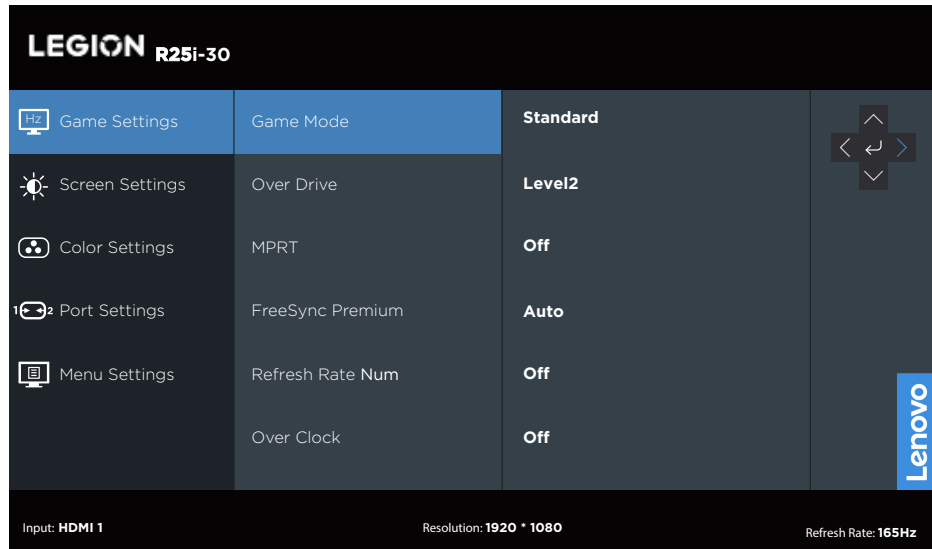 LEGION R25i-30
Hz Game Settings Game Mode Standard
Screen Settings Over Drive Level2
Color Settings MPRT Off
1 2 Port Settings FreeSync Premium Auto
Menu Settings Refresh Rate Num Off
Over Clock Off
Lenovo
Input: HDMI 1 Resolution: 1920 * 1080 Refresh Rate: 165Hz